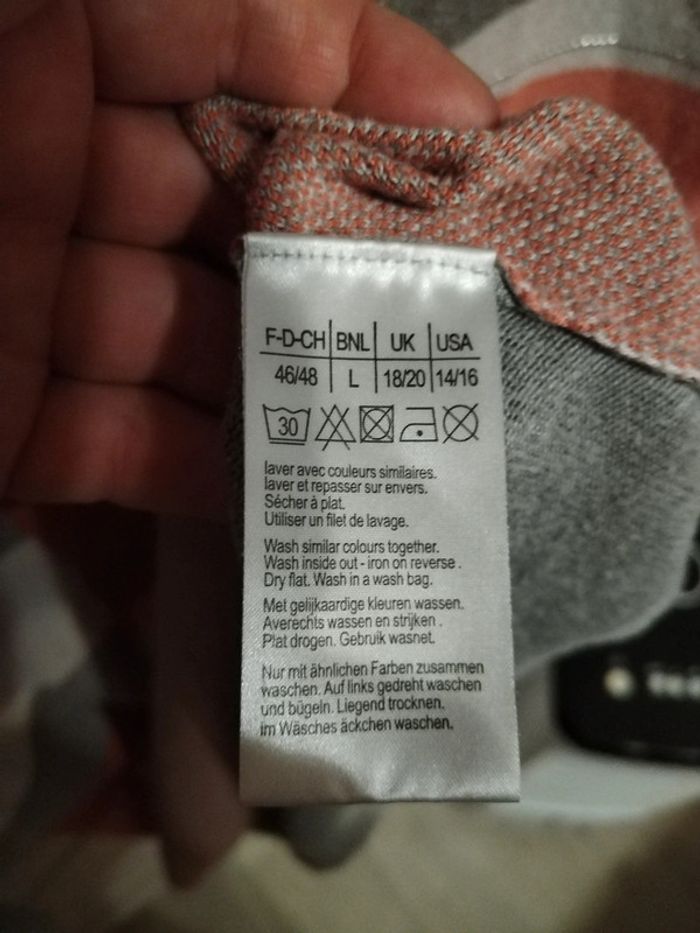 F-D-CH BNL UK USA
46/48 L 18/20 14/16
30
laver avec couleurs similaires.
laver et repasser sur envers.
Sécher à plat.
Utiliser un filet de lavage.
Wash similar colours together.
Wash inside out - iron on reverse .
Dry flat. Wash in a wash bag.
Met gelijkaardige kleuren wassen.
Averechts wassen en strijken .
Plat drogen. Gebruik wasnet.
Nur mit ähnlichen Farben zusammen
waschen. Auf links gedreht waschen
und bügeln. Liegend trocknen.
im Wäsches äckchen waschen.